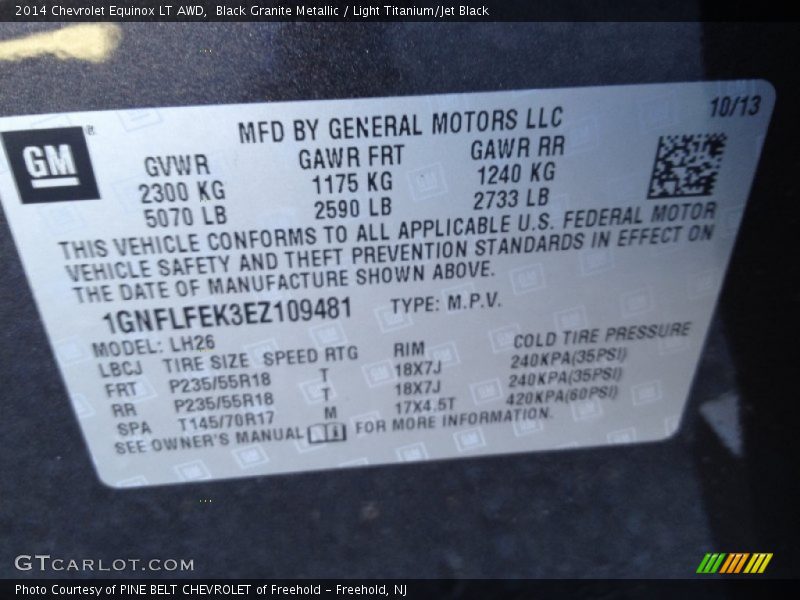 2014 Chevrolet Equinox LT AWD, Black Granite Metallic / Light Titanium/Jet Black
10/13
GM
MFD BY GENERAL MOTORS LLC
GVWR GAWR FRT GAWR RR
2300 KG 1175 KG 1240 KG
5070 LB 2590 LB 2733 LB
THIS VEHICLE CONFORMS TO ALL APPLICABLE U.S. FEDERAL MOTOR
VEHICLE SAFETY AND THEFT PREVENTION STANDARDS IN EFFECT ON
THE DATE OF MANUFACTURE SHOWN ABOVE.
1GNFLFEK3EZ109481 TYPE: M.P.V.
MODEL: LH26
LBCJ TIRE SIZE SPEED RTG RIM COLD TIRE PRESSURE
FRT P235/55R18 T 18X7J 240KPA(35PSI)
RR P235/55R18 T 18X7J 240KPA(35PSI)
SPA T145/70R17 M 17X4.5T 420KPA(60PSI)
SEE OWNER'S MANUAL FOR MORE INFORMATION.
GTCARLOT.COM
Photo Courtesy of PINE BELT CHEVROLET of Freehold - Freehold, NJ